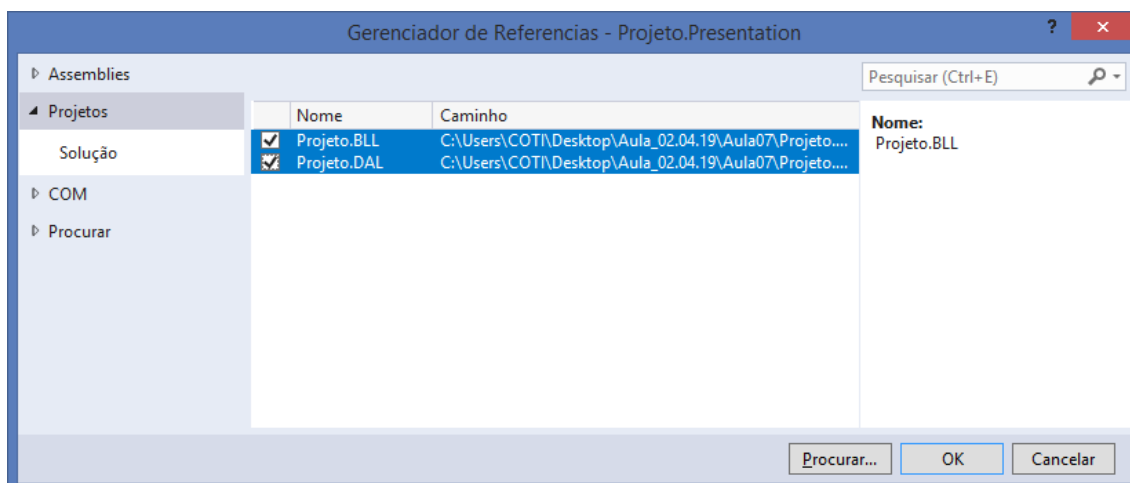 Gerenciador de Referencias - Projeto.Presentation
?
Assemblies
Projetos
Solução
COM
Procurar
Nome Caminho
Projeto.BLL C:\Users\COTI\Desktop\Aula_02.04.19\Aula07\Projeto....
Projeto.DAL C:\Users\COTI\Desktop\Aula_02.04.19\Aula07\Projeto....
Pesquisar (Ctrl+E)
Nome:
Projeto.BLL
Procurar... OK Cancelar